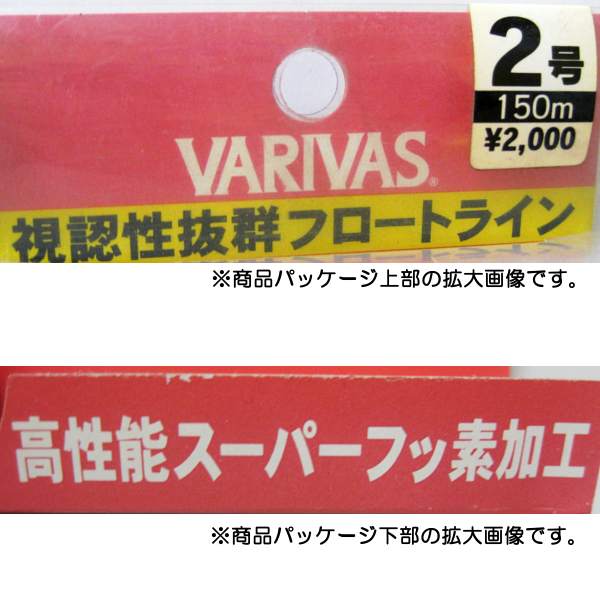 2号
150m
¥2,000
VARIVAS®
視認性抜群フロートライン
※商品パッケージ上部の拡大画像です。
高性能スーパーフッ素加工
※商品パッケージ下部の拡大画像です。